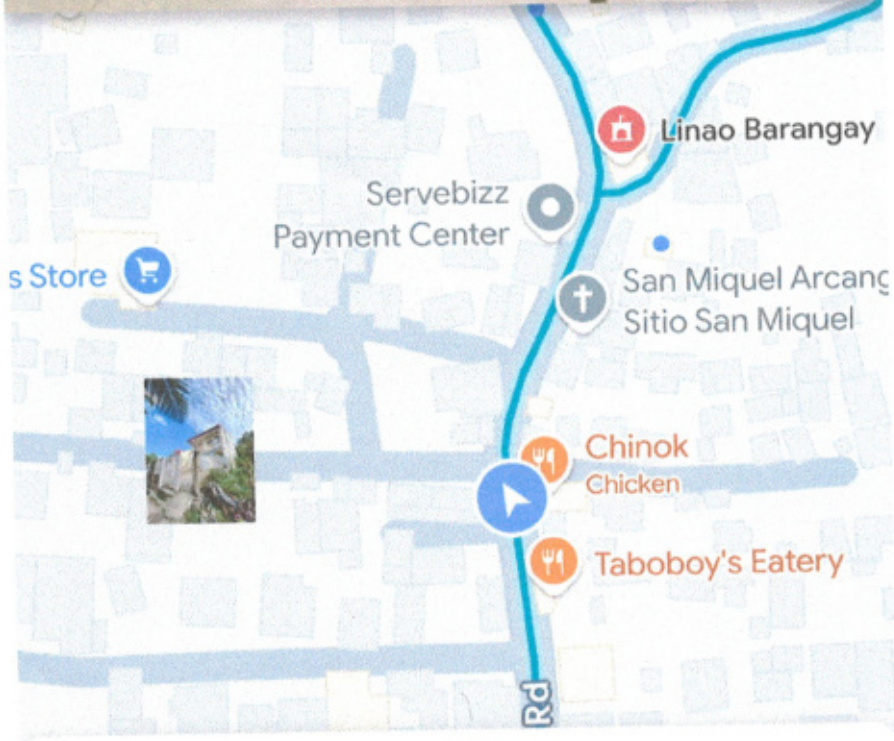 Linao Barangay
Servebizz
Payment Center
s Store
San Miquel Arcang
Sitio San Miquel
Chinok
Chicken
Taboboy's Eatery
Rd